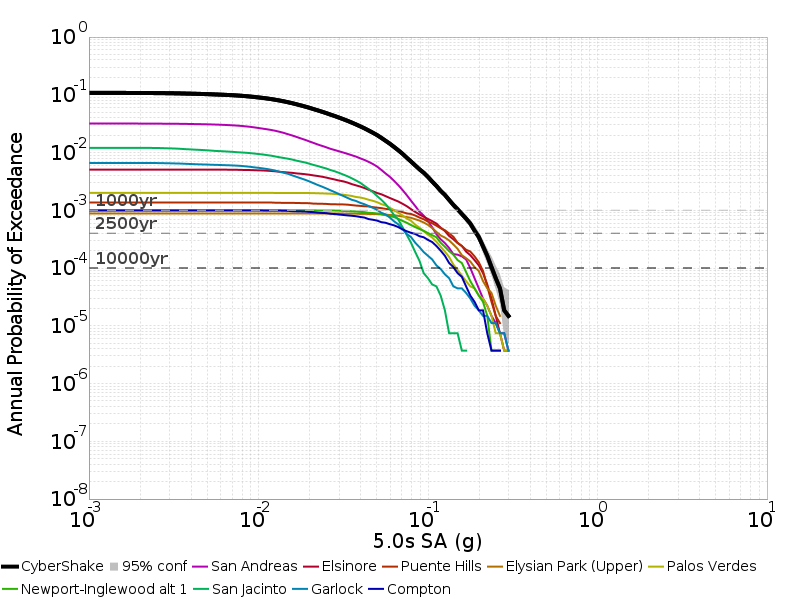 10^0
10^-1
10^-2
10^-3
10^-4
10^-5
10^-6
10^-7
10^-8
Annual Probability of Exceedance
1000yr
2500yr
10000yr
10^-3 10^-2 10^-1 10^0 10^1
5.0s SA (g)
CyberShake 95% conf San Andreas Elsinore Puente Hills Elysian Park (Upper) Palos Verdes
Newport-Inglewood alt 1 San Jacinto Garlock Compton